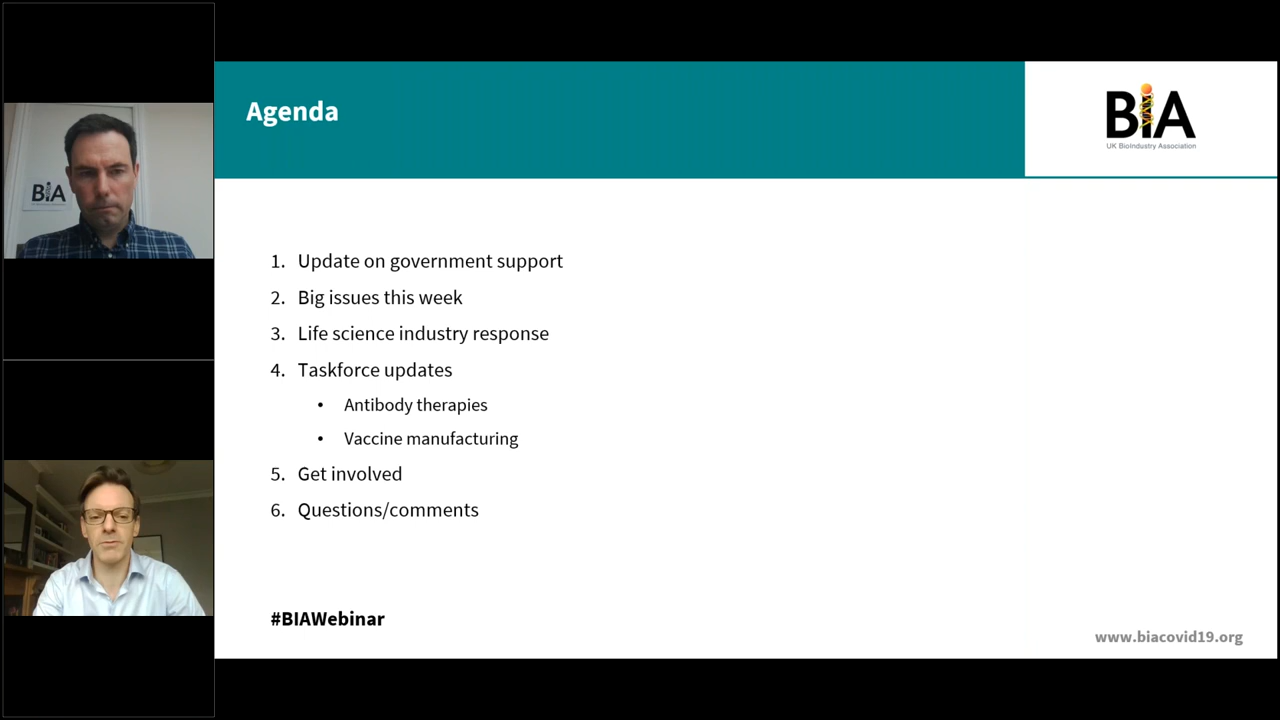 Agenda
BiA
UK BioIndustry Association
BiA
1. Update on government support
2. Big issues this week
3. Life science industry response
4. Taskforce updates
• Antibody therapies
• Vaccine manufacturing
5. Get involved
6. Questions/comments
#BIAWebinar
www.biacovid19.org